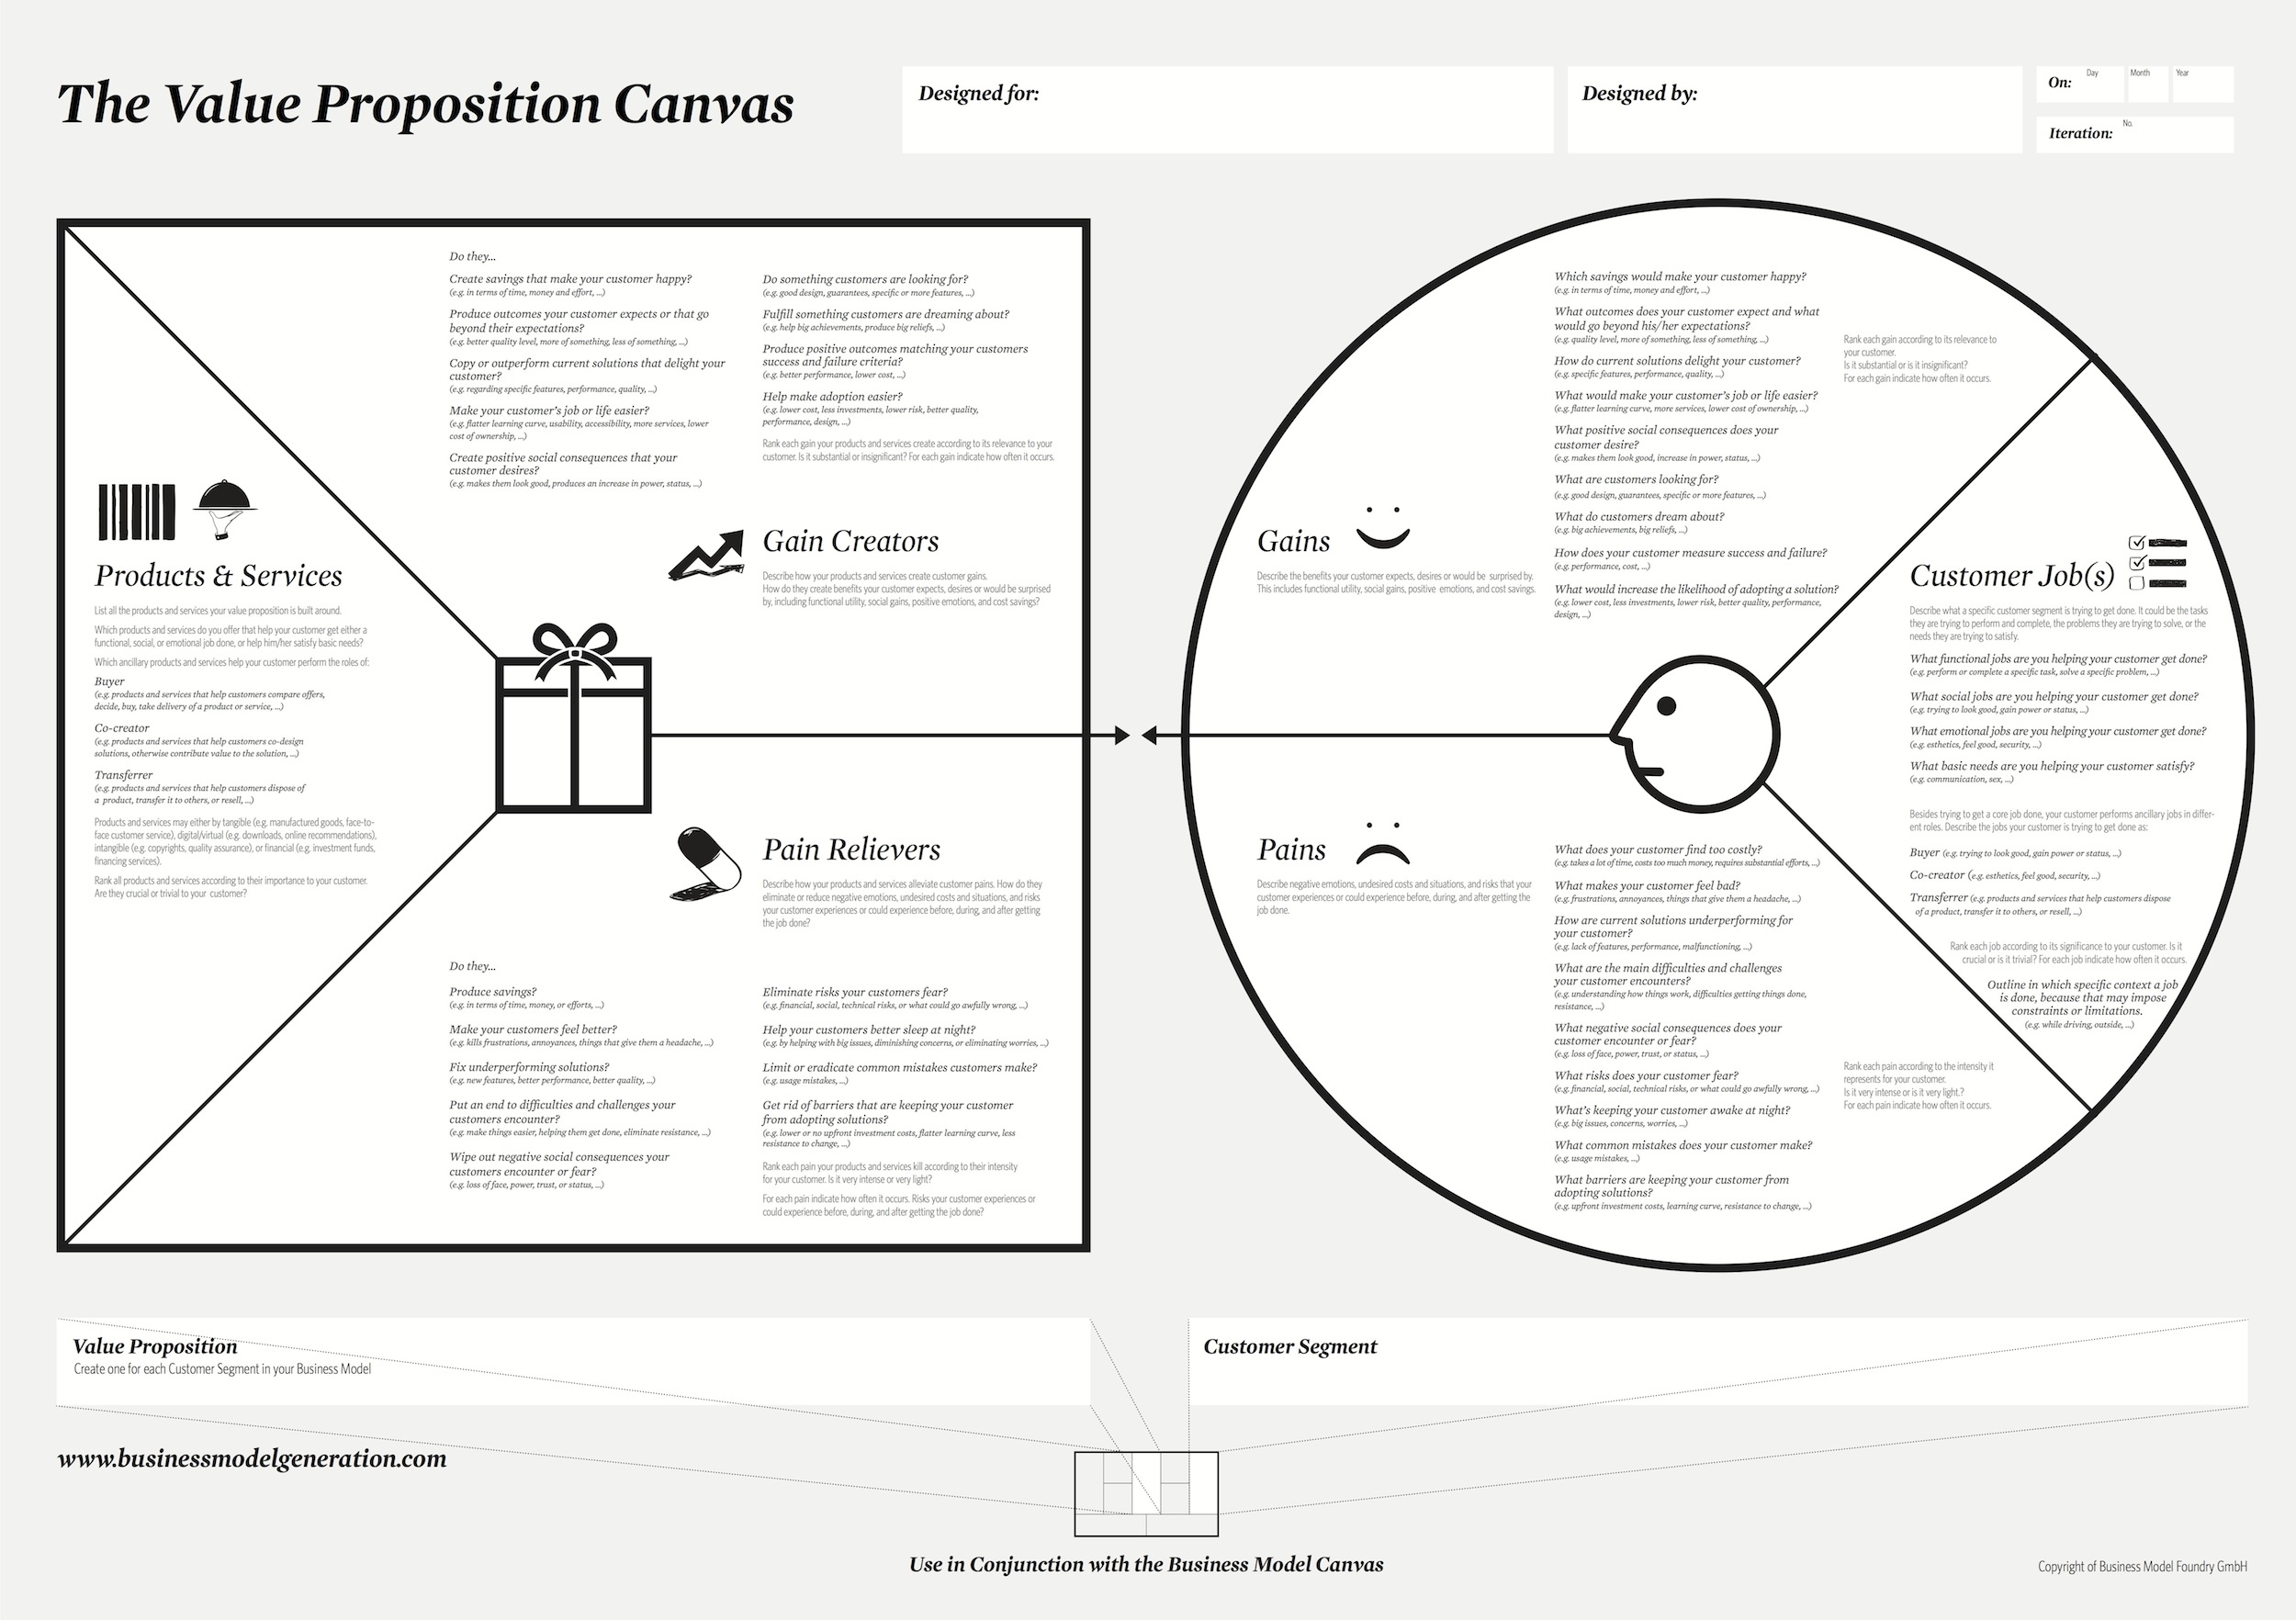 The Value Proposition Canvas
Designed for:
Designed by:
On:
Day
Month
Year
Iteration:
No.
Products & Services
List all the products and services your value proposition is built around.
Which products and services do you offer that help your customer get either a
functional, social, or emotional job done, or help him/her satisfy basic needs?
Which ancillary products and services help your customer perform the roles of:
Buyer
(e.g. products and services that help customers compare offers,
decide, buy, take delivery of a product or service, ...)
Co-creator
(e.g. products and services that help customers co-design
solutions, otherwise contribute value to the solution, ...)
Transferrer
(e.g. products and services that help customers dispose of
a product, transfer it to others, or resell, ...)
Products and services may either by tangible (e.g. manufactured goods, face-to-
face customer service), digital/virtual (e.g. downloads, online recommendations),
intangible (e.g. copyrights, quality assurance), or financial (e.g. investment funds,
financing services).
Rank all products and services according to their importance to your customer.
Are they crucial or trivial to your customer?
Do they...
Create savings that make your customer happy?
(e.g. in terms of time, money and effort, ...)
Produce outcomes your customer expects or that go
beyond their expectations?
(e.g. better quality level, more of something, less of something, ...)
Copy or outperform current solutions that delight your
customer?
(e.g. regarding specific features, performance, quality, ...)
Make your customer's job or life easier?
(e.g. flatter learning curve, usability, accessibility, more services, lower
cost of ownership, ...)
Create positive social consequences that your
customer desires?
(e.g. makes them look good, produces an increase in power, status, ...)
Do something customers are looking for?
(e.g. good design, guarantees, specific or more features, ...)
Fulfill something customers are dreaming about?
(e.g. help big achievements, produce big reliefs, ...)
Produce positive outcomes matching your customers
success and failure criteria?
(e.g. better performance, lower cost, ...)
Help make adoption easier?
(e.g. lower cost, less investments, lower risk, better quality,
performance, design, ...)
Rank each gain your products and services create according to its relevance to your
customer. Is it substantial or insignificant? For each gain indicate how often it occurs.
Gain Creators
Describe how your products and services create customer gains.
How do they create benefits your customer expects, desires or would be surprised
by, including functional utility, social gains, positive emotions, and cost savings?
Pain Relievers
Describe how your products and services alleviate customer pains. How do they
eliminate or reduce negative emotions, undesired costs and situations, and risks
your customer experiences or could experience before, during, and after getting
the job done?
Do they...
Produce savings?
(e.g. in terms of time, money, or efforts, ...)
Make your customers feel better?
(e.g. kills frustrations, annoyances, things that give them a headache, ...)
Fix underperforming solutions?
(e.g. new features, better performance, better quality, ...)
Put an end to difficulties and challenges your
customers encounter?
(e.g. make things easier, helping them get done, eliminate resistance, ...)
Wipe out negative social consequences your
customers encounter or fear?
(e.g. loss of face, power, trust, or status, ...)
Eliminate risks your customers fear?
(e.g. financial, social, technical risks, or what could go awfully wrong, ...)
Help your customers better sleep at night?
(e.g. by helping with big issues, diminishing concerns, or eliminating worries, ...)
Limit or eradicate common mistakes customers make?
(e.g. usage mistakes, ...)
Get rid of barriers that are keeping your customer
from adopting solutions?
(e.g. lower or no upfront investment costs, flatter learning curve, less
resistance to change, ...)
Rank each pain your products and services kill according to their intensity
for your customer. Is it very intense or very light?
For each pain indicate how often it occurs. Risks your customer experiences or
could experience before, during, and after getting the job done?
Gains
Describe the benefits your customer expects, desires or would be surprised by.
This includes functional utility, social gains, positive emotions, and cost savings.
Which savings would make your customer happy?
(e.g. in terms of time, money and effort, ...)
What outcomes does your customer expect and what
would go beyond his/her expectations?
(e.g. quality level, more of something, less of something, ...)
How do current solutions delight your customer?
(e.g. specific features, performance, quality, ...)
What would make your customer's job or life easier?
(e.g. flatter learning curve, more services, lower cost of ownership, ...)
What positive social consequences does your
customer desire?
(e.g. makes them look good, increase in power, status, ...)
What are customers looking for?
(e.g. good design, guarantees, specific or more features, ...)
What do customers dream about?
(e.g. big achievements, big reliefs, ...)
How does your customer measure success and failure?
(e.g. performance, cost, ...)
What would increase the likelihood of adopting a solution?
(e.g. lower cost, less investments, lower risk, better quality, performance,
design, ...)
Rank each gain according to its relevance to
your customer.
Is it substantial or is it insignificant?
For each gain indicate how often it occurs.
Pains
Describe negative emotions, undesired costs and situations, and risks that your
customer experiences or could experience before, during, and after getting the
job done.
What does your customer find too costly?
(e.g. takes a lot of time, costs too much money, requires substantial efforts, ...)
What makes your customer feel bad?
(e.g. frustrations, annoyances, things that give them a headache, ...)
How are current solutions underperforming for
your customer?
(e.g. lack of features, performance, malfunctioning, ...)
What are the main difficulties and challenges
your customer encounters?
(e.g. understanding how things work, difficulties getting things done,
resistance, ...)
What negative social consequences does your
customer encounter or fear?
(e.g. loss of face, power, trust, or status, ...)
What risks does your customer fear?
(e.g. financial, social, technical risks, or what could go awfully wrong, ...)
What's keeping your customer awake at night?
(e.g. big issues, concerns, worries, ...)
What common mistakes does your customer make?
(e.g. usage mistakes, ...)
What barriers are keeping your customer from
adopting solutions?
(e.g. upfront investment costs, learning curve, resistance to change, ...)
Rank each pain according to the intensity it
represents for your customer.
Is it very intense or is it very light.?
For each pain indicate how often it occurs.
Customer Job(s)
Describe what a specific customer segment is trying to get done. It could be the tasks
they are trying to perform and complete, the problems they are trying to solve, or the
needs they are trying to satisfy.
What functional jobs are you helping your customer get done?
(e.g. perform or complete a specific task, solve a specific problem, ...)
What social jobs are you helping your customer get done?
(e.g. trying to look good, gain power or status, ...)
What emotional jobs are you helping your customer get done?
(e.g. esthetics, feel good, security, ...)
What basic needs are you helping your customer satisfy?
(e.g. communication, sex, ...)
Besides trying to get a core job done, your customer performs ancillary jobs in differ-
ent roles. Describe the jobs your customer is trying to get done as:
Buyer (e.g. trying to look good, gain power or status, ...)
Co-creator (e.g. esthetics, feel good, security, ...)
Transferrer (e.g. products and services that help customers dispose
of a product, transfer it to others, or resell, ...)
Rank each job according to its significance to your customer. Is it
crucial or is it trivial? For each job indicate how often it occurs.
Outline in which specific context a job
is done, because that may impose
constraints or limitations.
(e.g. while driving, outside, ...)
Value Proposition
Create one for each Customer Segment in your Business Model
Customer Segment
www.businessmodelgeneration.com
Use in Conjunction with the Business Model Canvas
Copyright of Business Model Foundry GmbH